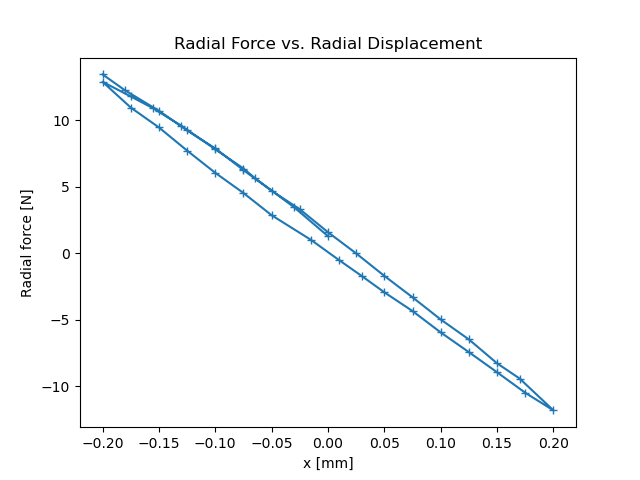 Radial Force vs. Radial Displacement
Radial force [N]
10
5
0
−5
−10
−0.20 −0.15 −0.10 −0.05 0.00 0.05 0.10 0.15 0.20
x [mm]